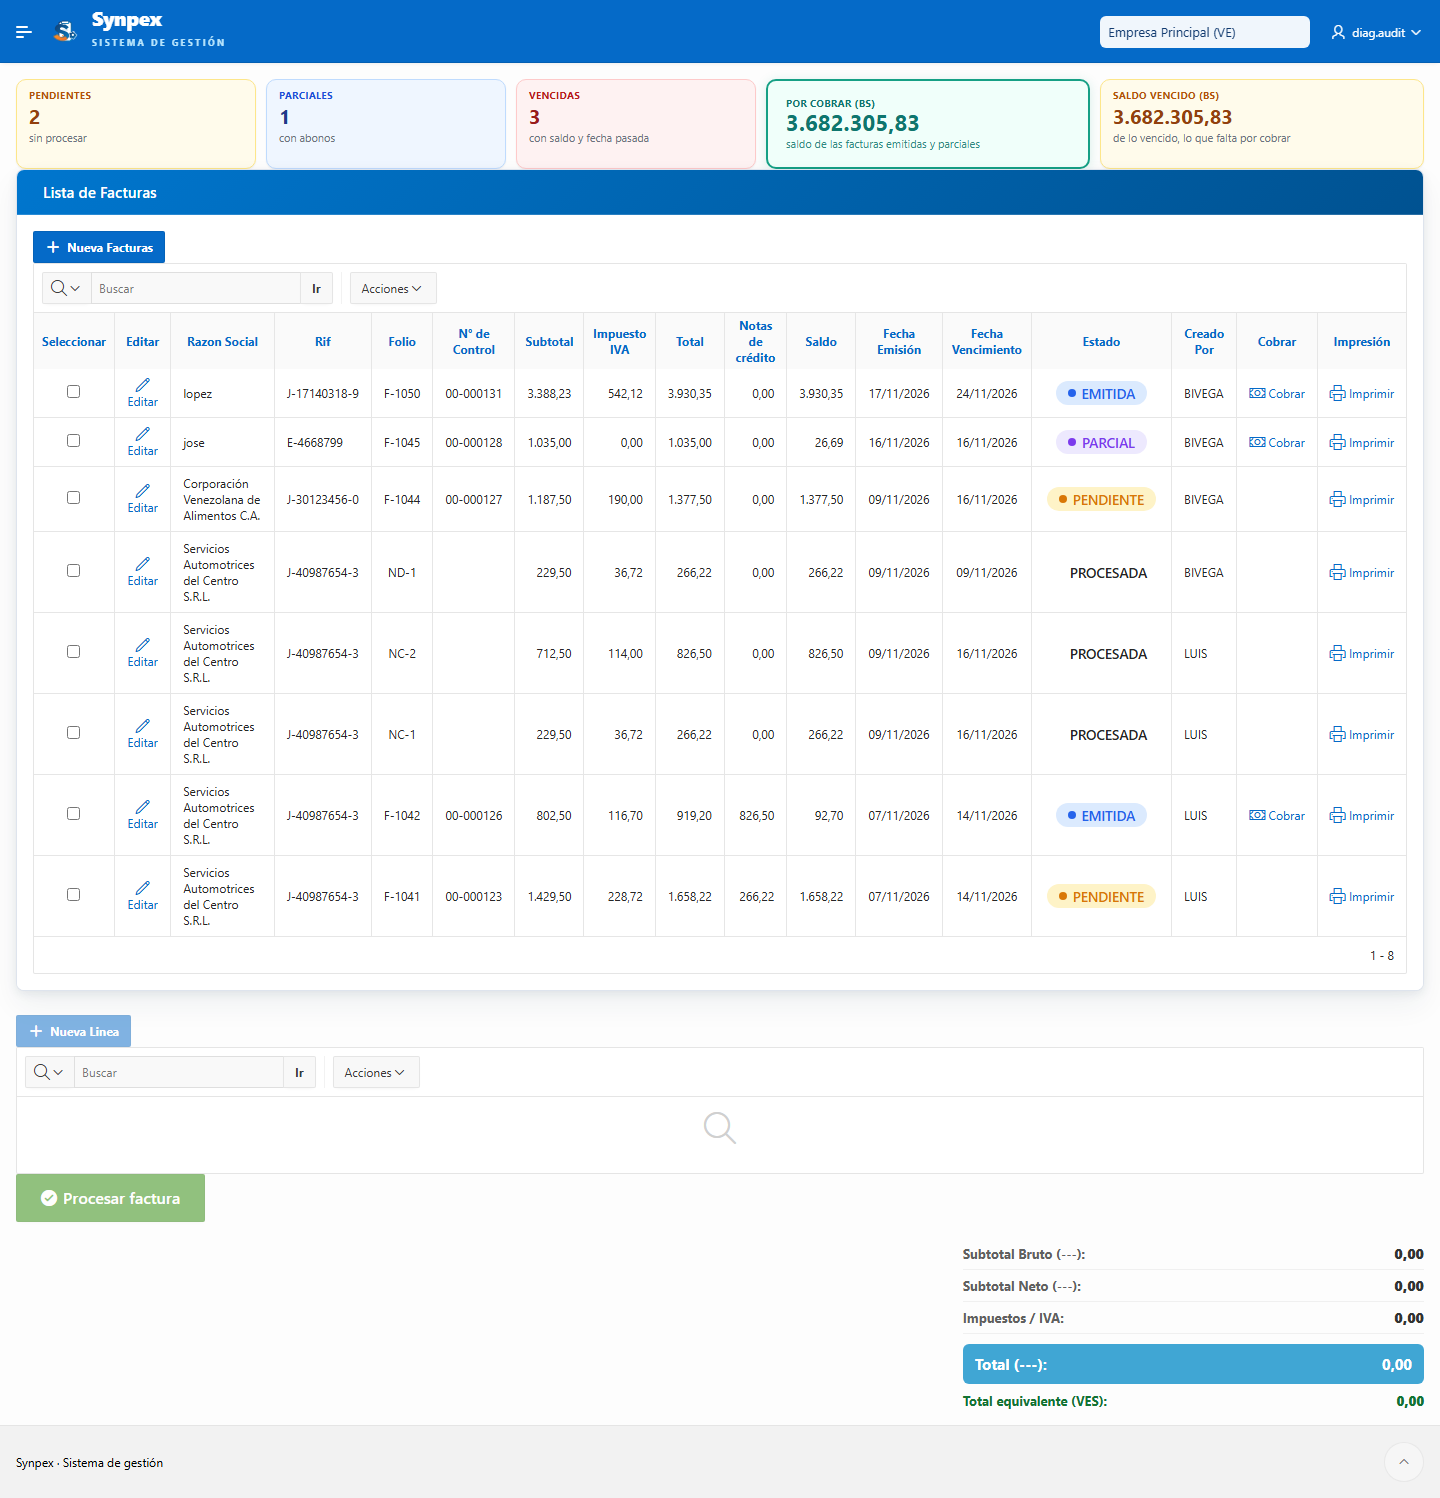 Synpex
SISTEMA DE GESTIÓN
Empresa Principal (VE)
diag.audit
PENDIENTES
2
sin procesar
PARCIALES
1
con abonos
VENCIDAS
3
con saldo y fecha pasada
POR COBRAR (BS)
3.682.305,83
saldo de las facturas emitidas y parciales
SALDO VENCIDO (BS)
3.682.305,83
de lo vencido, lo que falta por cobrar
Lista de Facturas
Nueva Facturas
Buscar Ir Acciones
Seleccionar Editar Razon Social Rif Folio N° de Control Subtotal Impuesto IVA Total Notas de crédito Saldo Fecha Emisión Fecha Vencimiento Estado Creado Por Cobrar Impresión
Editar lopez J-17140318-9 F-1050 00-000131 3.388,23 542,12 3.930,35 0,00 3.930,35 17/11/2026 24/11/2026 EMITIDA BIVEGA Cobrar Imprimir
Editar jose E-4668799 F-1045 00-000128 1.035,00 0,00 1.035,00 0,00 26,69 16/11/2026 16/11/2026 PARCIAL BIVEGA Cobrar Imprimir
Editar Corporación Venezolana de Alimentos C.A. J-30123456-0 F-1044 00-000127 1.187,50 190,00 1.377,50 0,00 1.377,50 09/11/2026 16/11/2026 PENDIENTE BIVEGA Imprimir
Editar Servicios Automotrices del Centro S.R.L. J-40987654-3 ND-1 229,50 36,72 266,22 0,00 266,22 09/11/2026 09/11/2026 PROCESADA BIVEGA Imprimir
Editar Servicios Automotrices del Centro S.R.L. J-40987654-3 NC-2 712,50 114,00 826,50 0,00 826,50 09/11/2026 16/11/2026 PROCESADA LUIS Imprimir
Editar Servicios Automotrices del Centro S.R.L. J-40987654-3 NC-1 229,50 36,72 266,22 0,00 266,22 09/11/2026 16/11/2026 PROCESADA LUIS Imprimir
Editar Servicios Automotrices del Centro S.R.L. J-40987654-3 F-1042 00-000126 802,50 116,70 919,20 826,50 92,70 07/11/2026 14/11/2026 EMITIDA LUIS Cobrar Imprimir
Editar Servicios Automotrices del Centro S.R.L. J-40987654-3 F-1041 00-000123 1.429,50 228,72 1.658,22 266,22 1.658,22 07/11/2026 14/11/2026 PENDIENTE LUIS Imprimir
1 - 8
Nueva Linea
Buscar Ir Acciones
Procesar factura
Subtotal Bruto (---): 0,00
Subtotal Neto (---): 0,00
Impuestos / IVA: 0,00
Total (---): 0,00
Total equivalente (VES): 0,00
Synpex · Sistema de gestión